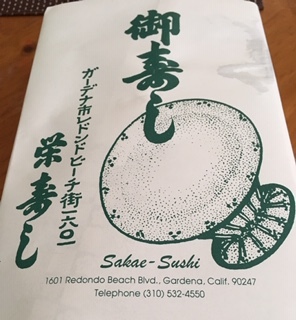 御寿し
ガーデナ市レドンドビーチ街一六〇一
栄寿し
Sakae-Sushi
1601 Redondo Beach Blvd., Gardena, Calif. 90247
Telephone (310) 532-4550